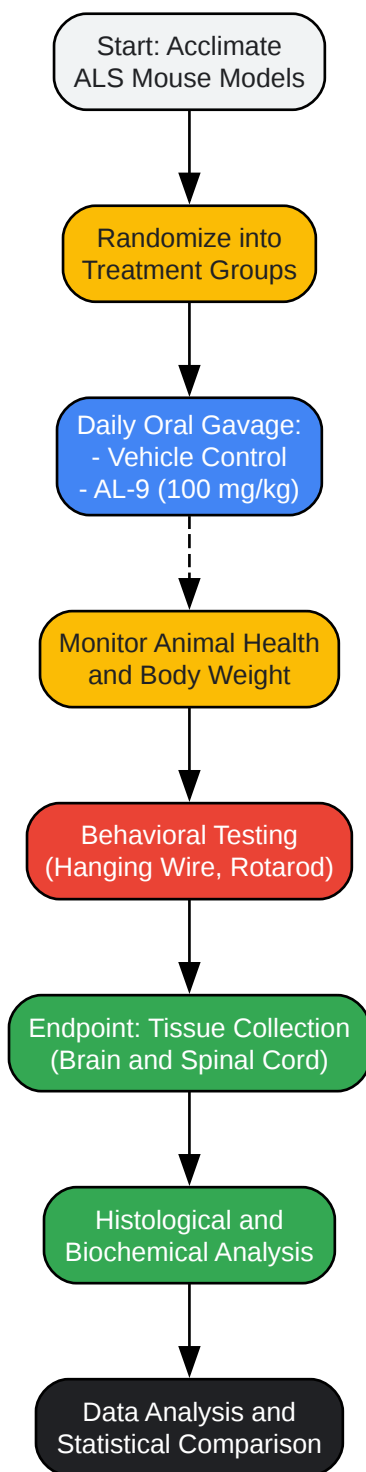 Start: Acclimate
ALS Mouse Models
Randomize into
Treatment Groups
Daily Oral Gavage:
- Vehicle Control
- AL-9 (100 mg/kg)
Monitor Animal Health
and Body Weight
Behavioral Testing
(Hanging Wire, Rotarod)
Endpoint: Tissue Collection
(Brain and Spinal Cord)
Histological and
Biochemical Analysis
Data Analysis and
Statistical Comparison